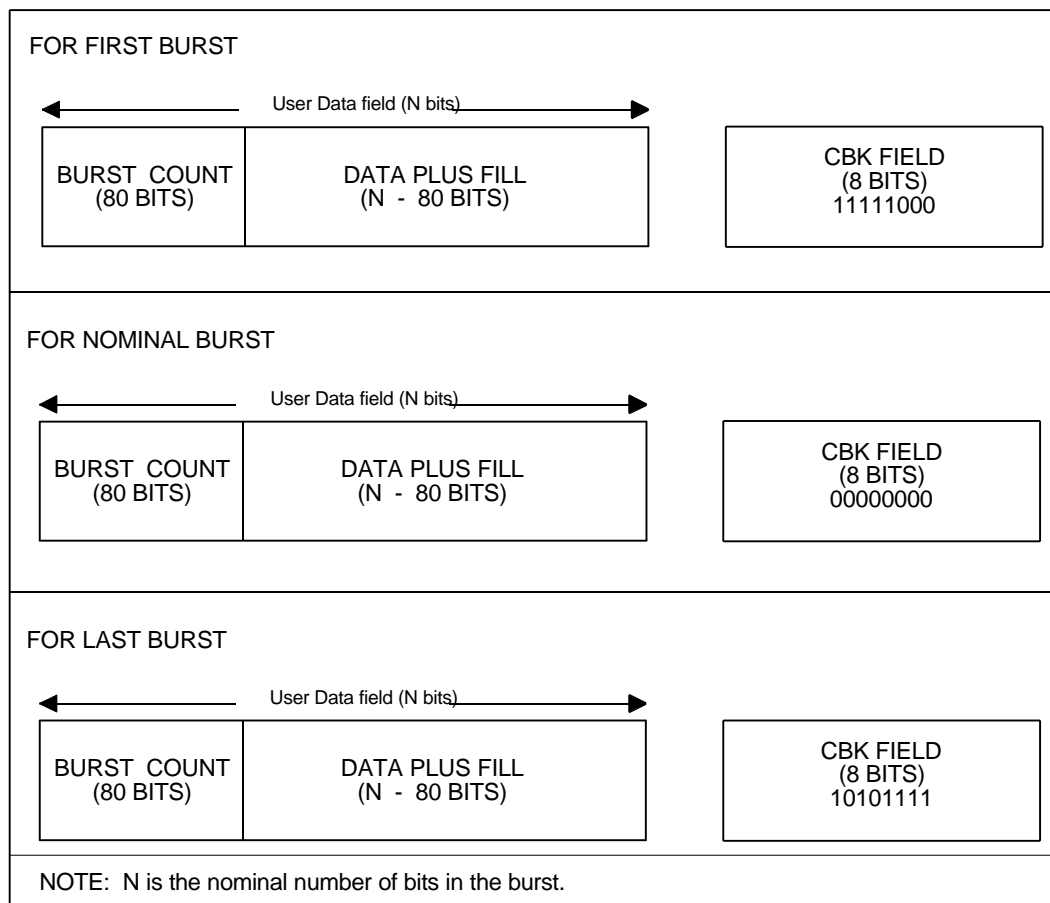 FOR FIRST BURST
User Data field (N bits)
BURST COUNT
(80 BITS)
DATA PLUS FILL
(N - 80 BITS)
CBK FIELD
(8 BITS)
11111000
FOR NOMINAL BURST
User Data field (N bits)
BURST COUNT
(80 BITS)
DATA PLUS FILL
(N - 80 BITS)
CBK FIELD
(8 BITS)
00000000
FOR LAST BURST
User Data field (N bits)
BURST COUNT
(80 BITS)
DATA PLUS FILL
(N - 80 BITS)
CBK FIELD
(8 BITS)
10101111
NOTE: N is the nominal number of bits in the burst.